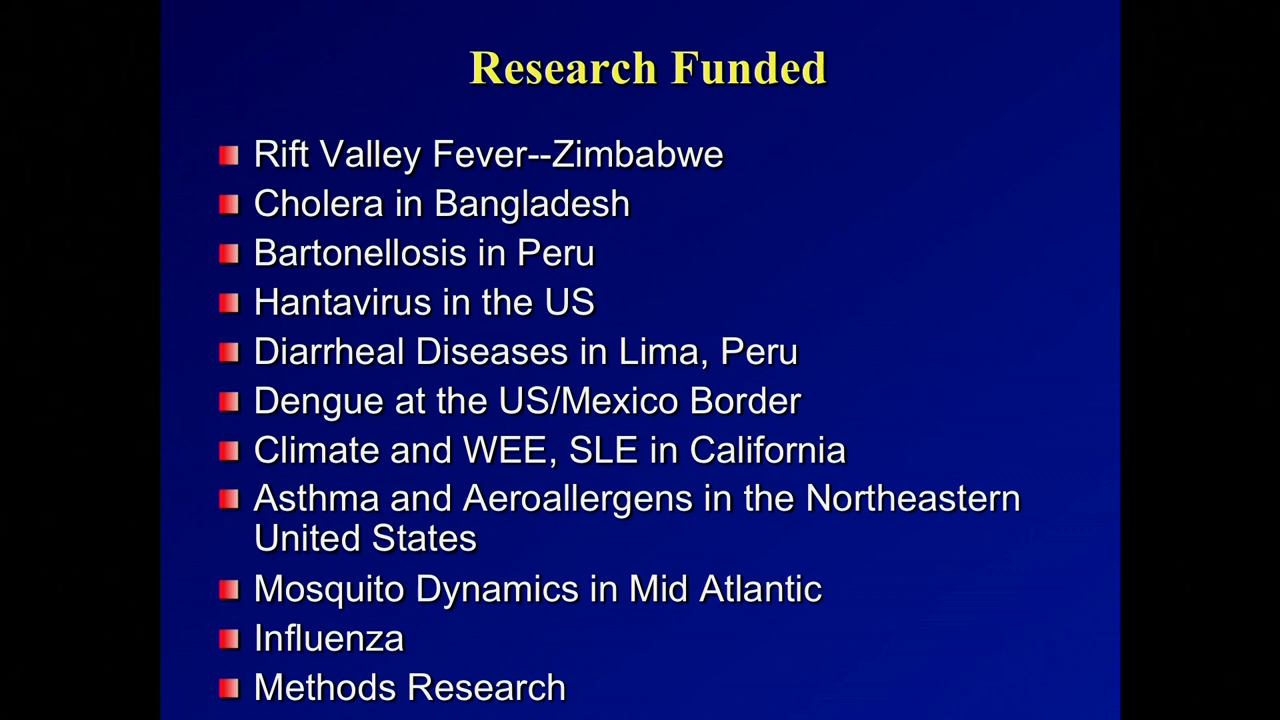 Research Funded
Rift Valley Fever--Zimbabwe
Cholera in Bangladesh
Bartonellosis in Peru
Hantavirus in the US
Diarrheal Diseases in Lima, Peru
Dengue at the US/Mexico Border
Climate and WEE, SLE in California
Asthma and Aeroallergens in the Northeastern
United States
Mosquito Dynamics in Mid Atlantic
Influenza
Methods Research